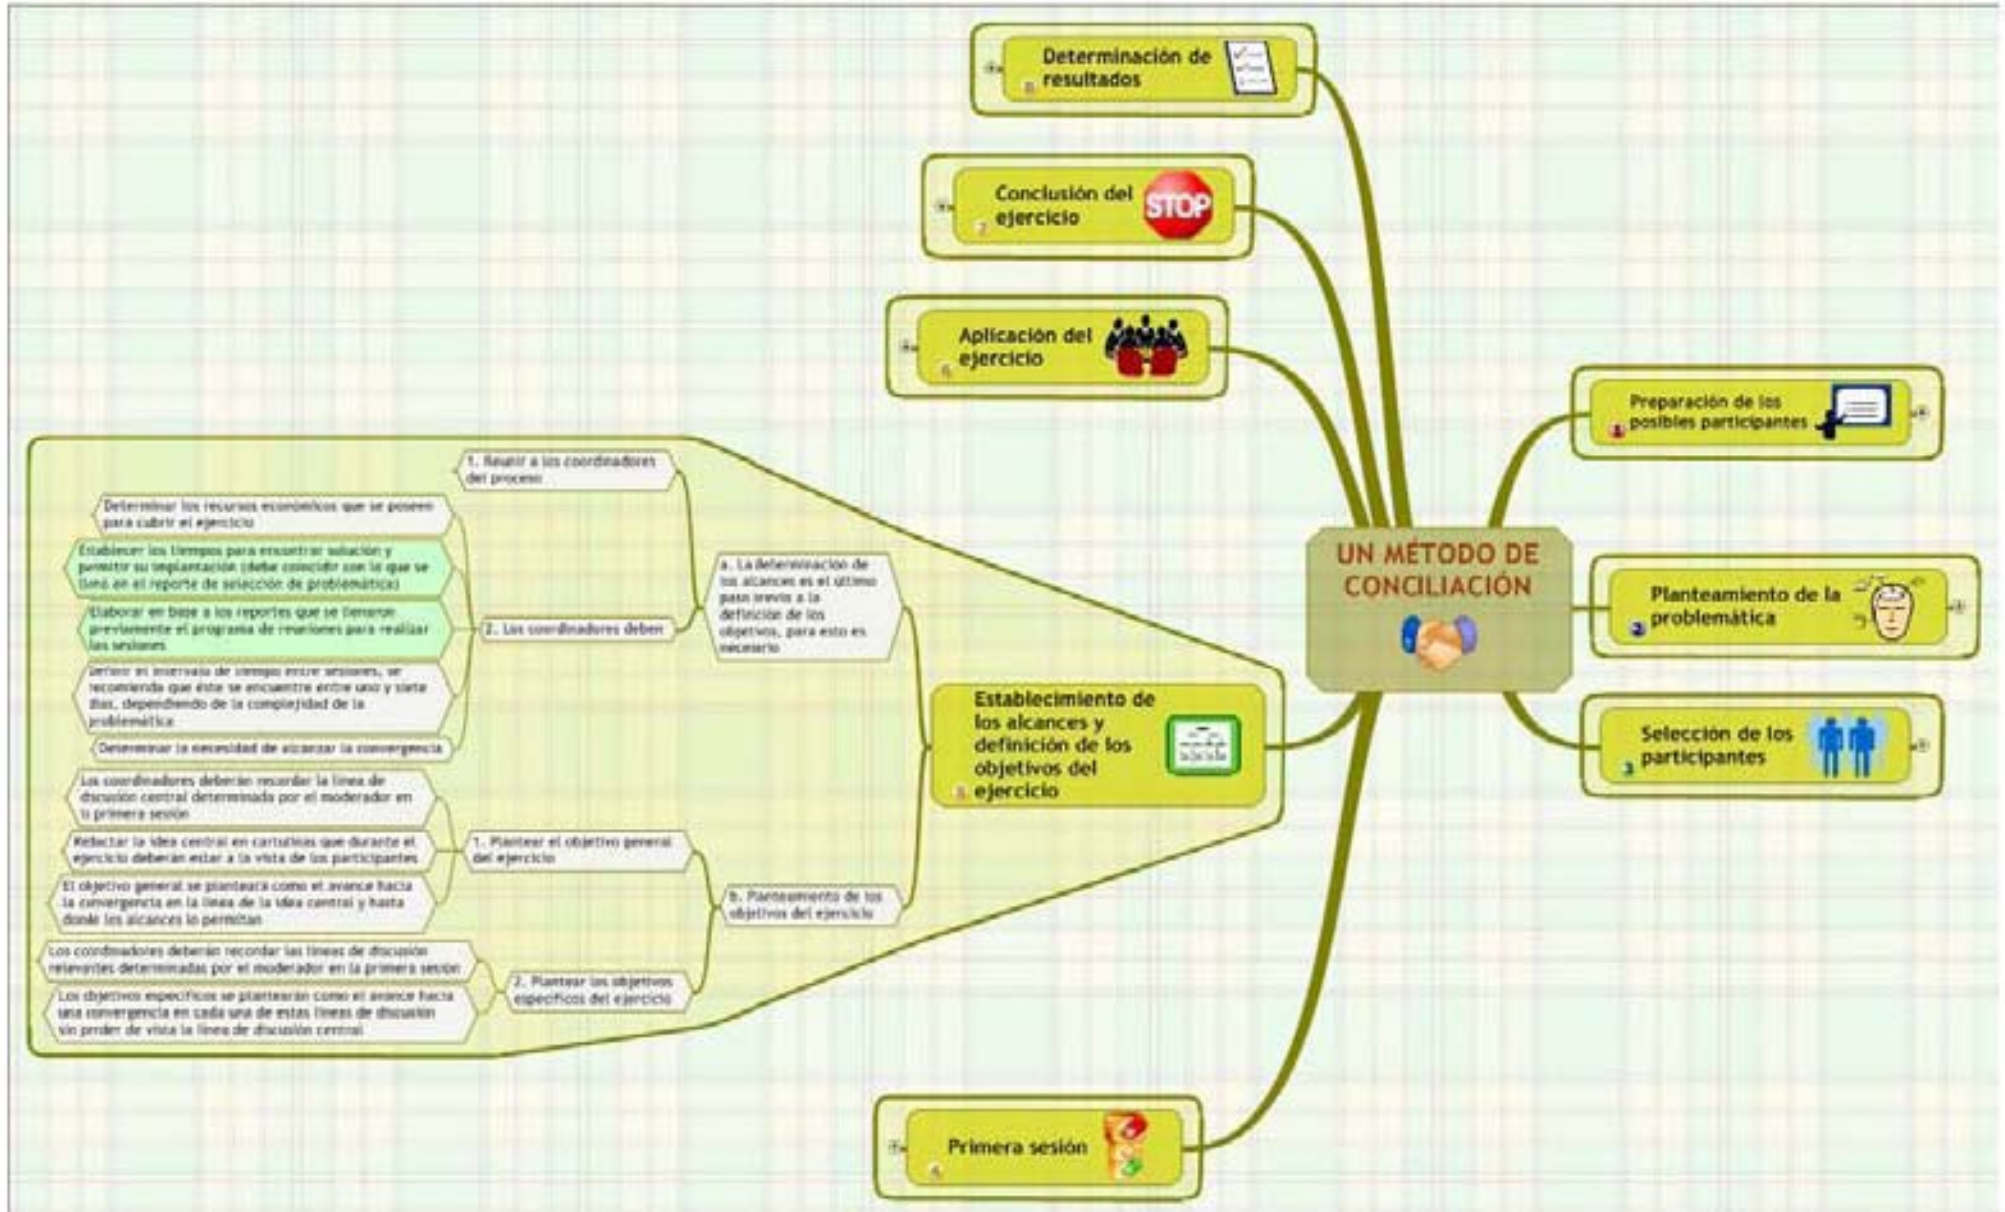 Determinación de
resultados
8
Conclusión del
ejercicio
STOP
7
Aplicación del
ejercicio
6
UN MÉTODO DE
CONCILIACIÓN
Preparación de los
posibles participantes
1
Planteamiento de la
problemática
2
Selección de los
participantes
3
Primera sesión
4
Establecimiento de
los alcances y
definición de los
objetivos del
ejercicio
a. La determinación de
los alcances es el último
paso previo a la
definición de los
objetivos, para esto es
necesario
1. Reunir a los coordinadores
del proceso
2. Los coordinadores deben
Determinar los recursos económicos que se poseen
para cubrir el ejercicio
Establecer los tiempos para encontrar solución y
permitir su implantación (debe coincidir con lo que se
llenó en el reporte de selección de problemática)
Elaborar en base a los reportes que se llenaron
previamente el programa de reuniones para realizar
las sesiones
Definir el intervalo de tiempo entre sesiones, se
recomienda que éste se encuentre entre uno y siete
días, dependiendo de la complejidad de la
problemática
Determinar la necesidad de alcanzar la convergencia
b. Planteamiento de los
objetivos del ejercicio
1. Plantear el objetivo general
del ejercicio
Los coordinadores deberán recordar la línea de
discusión central determinada por el moderador en
primera sesión
Redactar la idea central en cartulinas que durante el
ejercicio deberán estar a la vista de los participantes
El objetivo general se planteará como el avance hacia
la convergencia en la línea de la idea central y hasta
donde los alcances lo permitan
2. Plantear los objetivos
específicos del ejercicio
Los coordinadores deberán recordar las líneas de discusión
relevantes determinadas por el moderador en la primera sesión
Los objetivos específicos se plantearán como el avance hacia
una convergencia en cada una de estas líneas de discusión
sin prder de vista la línea de discusión central